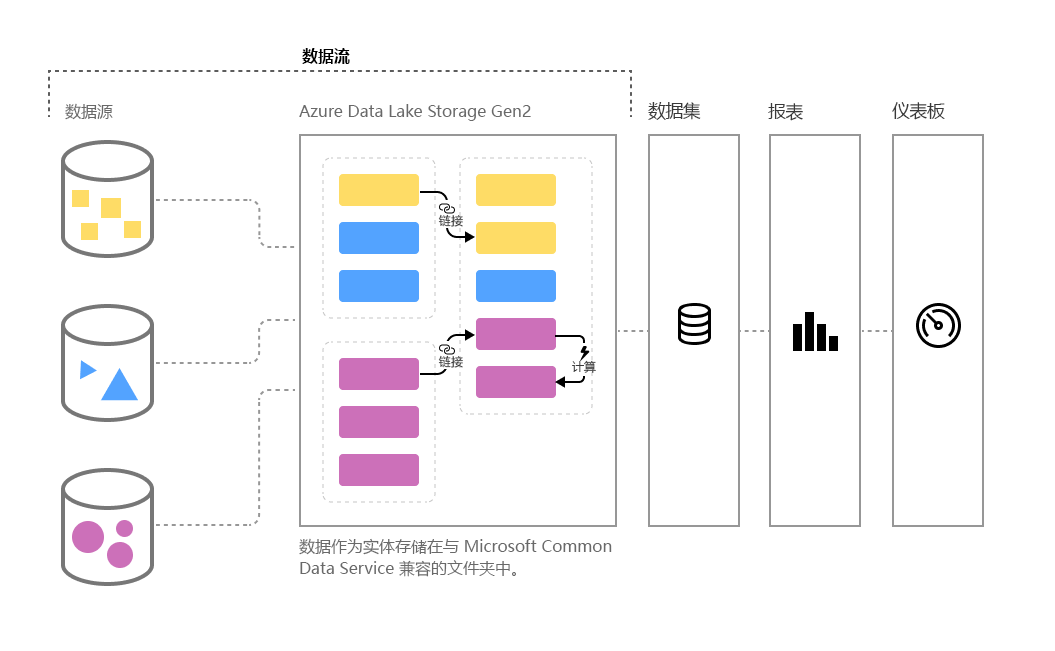 数据流
数据源
Azure Data Lake Storage Gen2
数据集
报表
仪表板
链接
链接
计算
数据作为实体存储在与 Microsoft Common
Data Service 兼容的文件夹中。